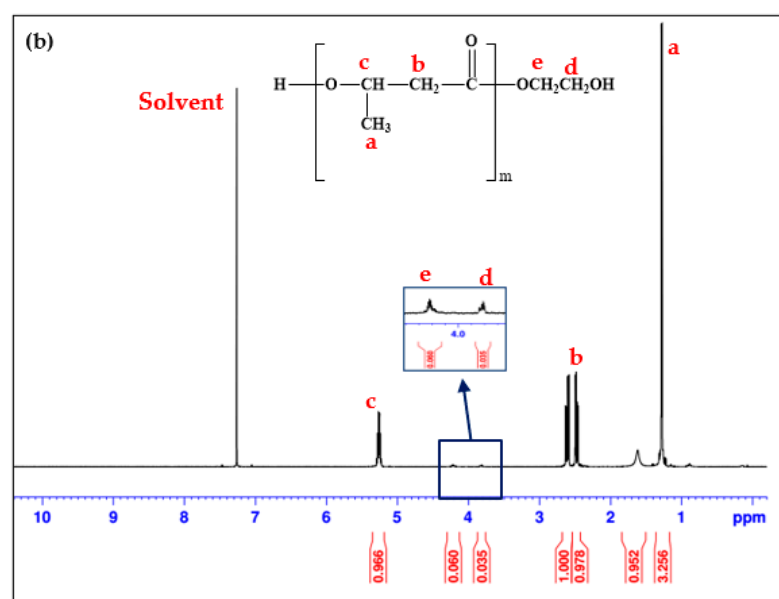 (b)
O
c b e d
H O CH CH₂ C OCH₂CH₂OH
CH₃
a
m
a
Solvent
e d
4.0
0.060 0.035
c
b
10 9 8 7 6 5 4 3 2 1 ppm
0.966 0.060 0.035 1.000 0.978 0.952 3.256